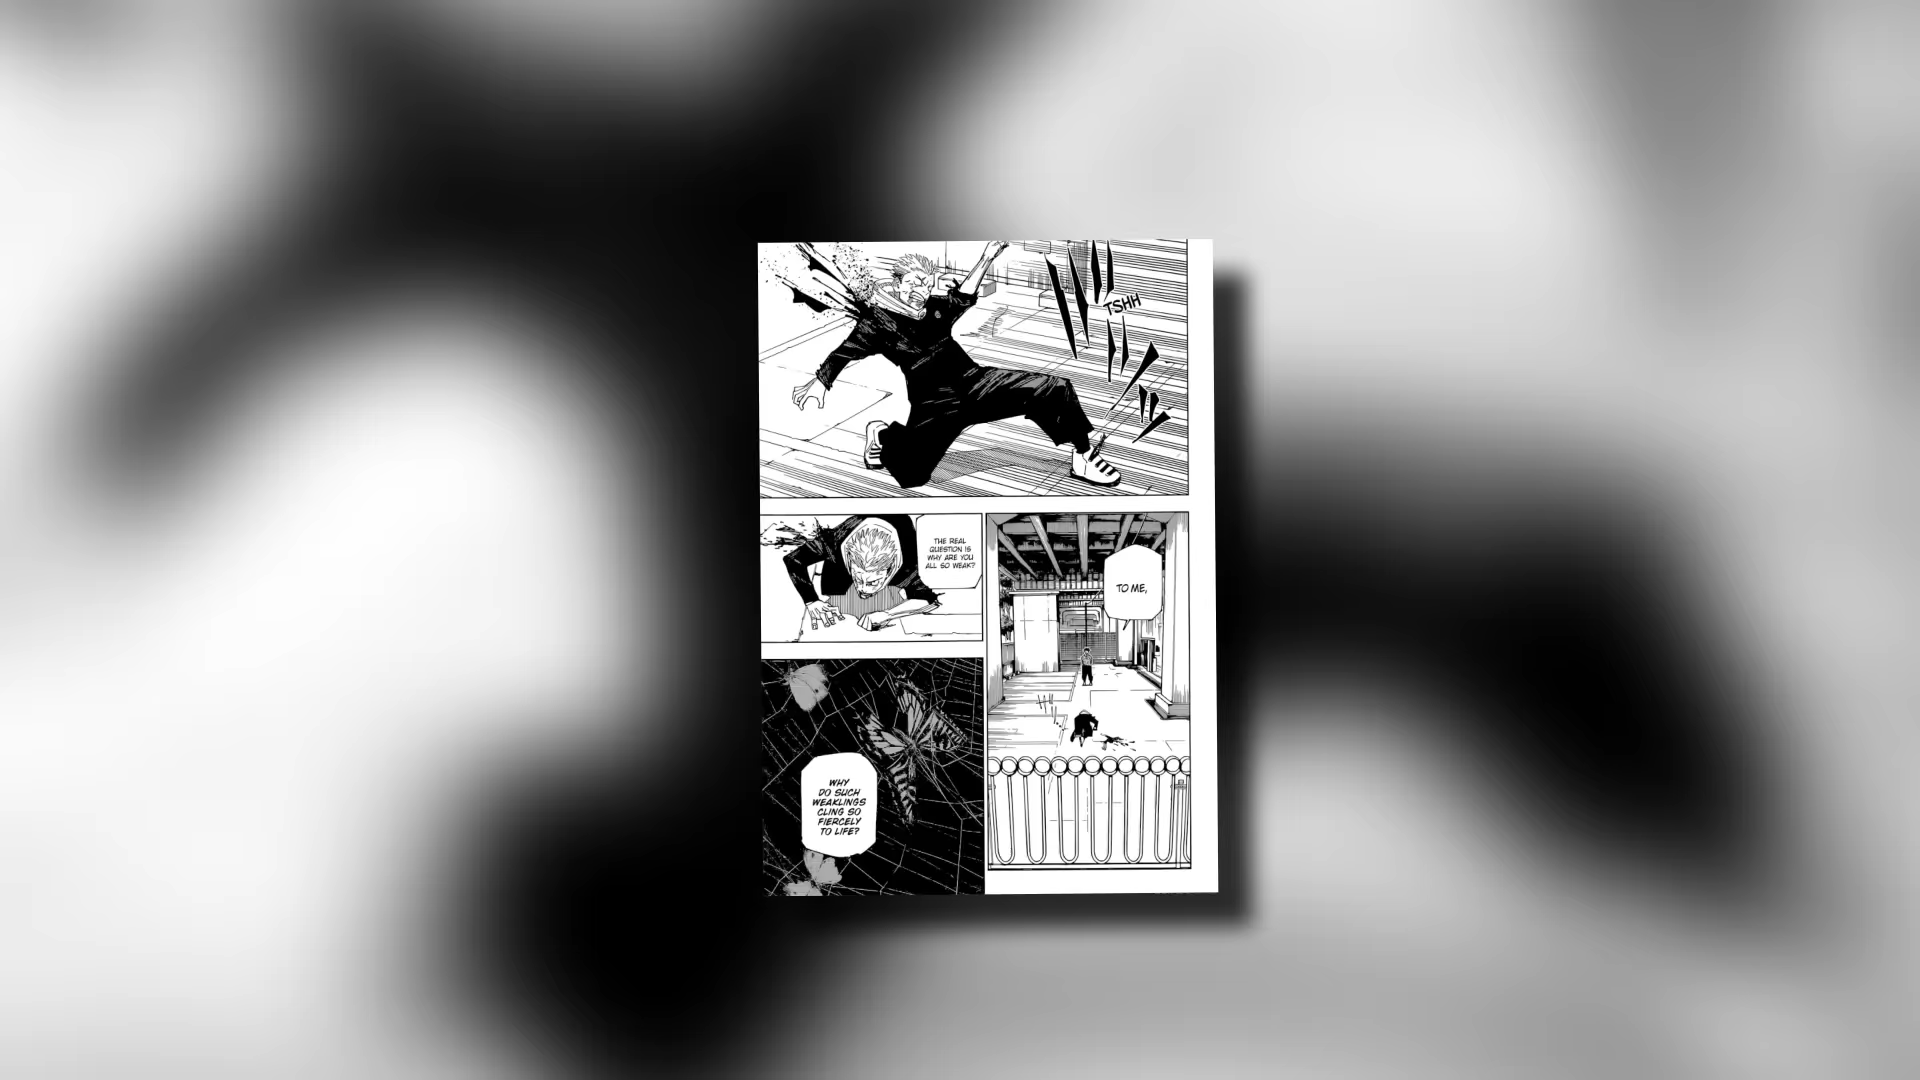 TSHH
TO ME,
THE REAL
QUESTION IS
WHY ARE YOU
ALL SO WEAK?
WHY
DO SUCH
WEAKLINGS
CLING SO
FIERCELY
TO LIFE?